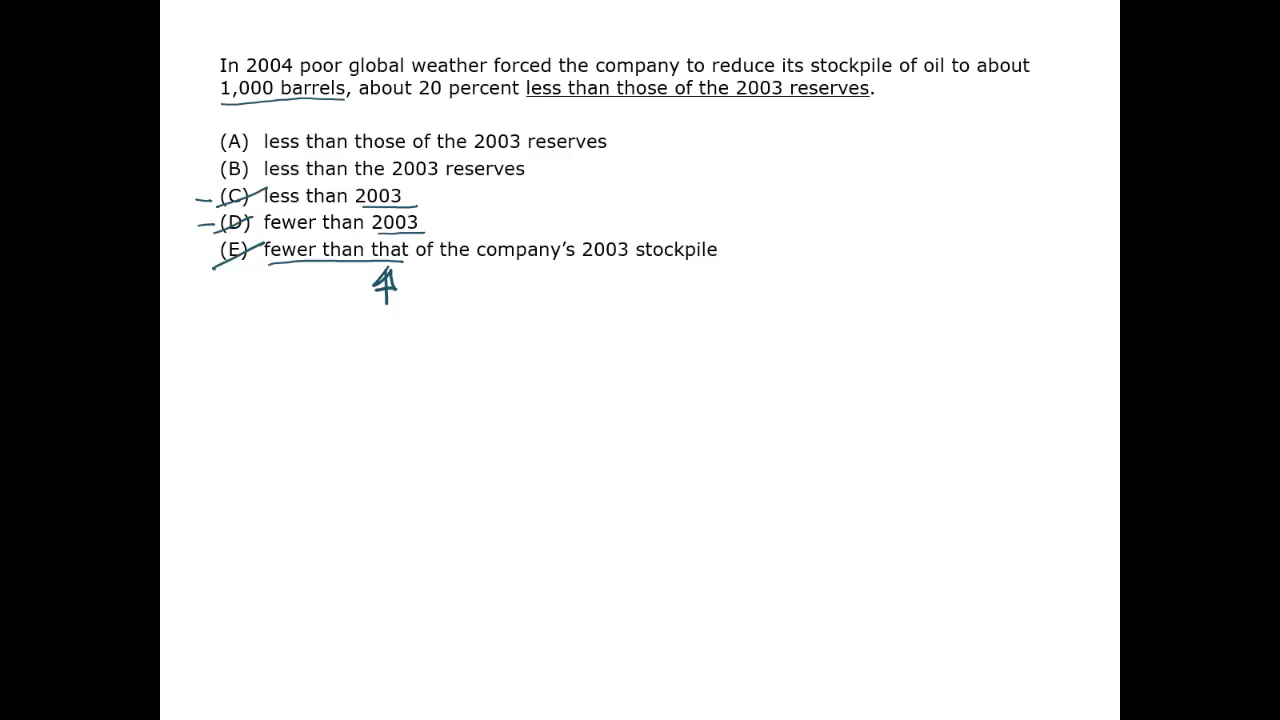 In 2004 poor global weather forced the company to reduce its stockpile of oil to about
1,000 barrels, about 20 percent less than those of the 2003 reserves.
(A) less than those of the 2003 reserves
(B) less than the 2003 reserves
(C) less than 2003
(D) fewer than 2003
(E) fewer than that of the company's 2003 stockpile